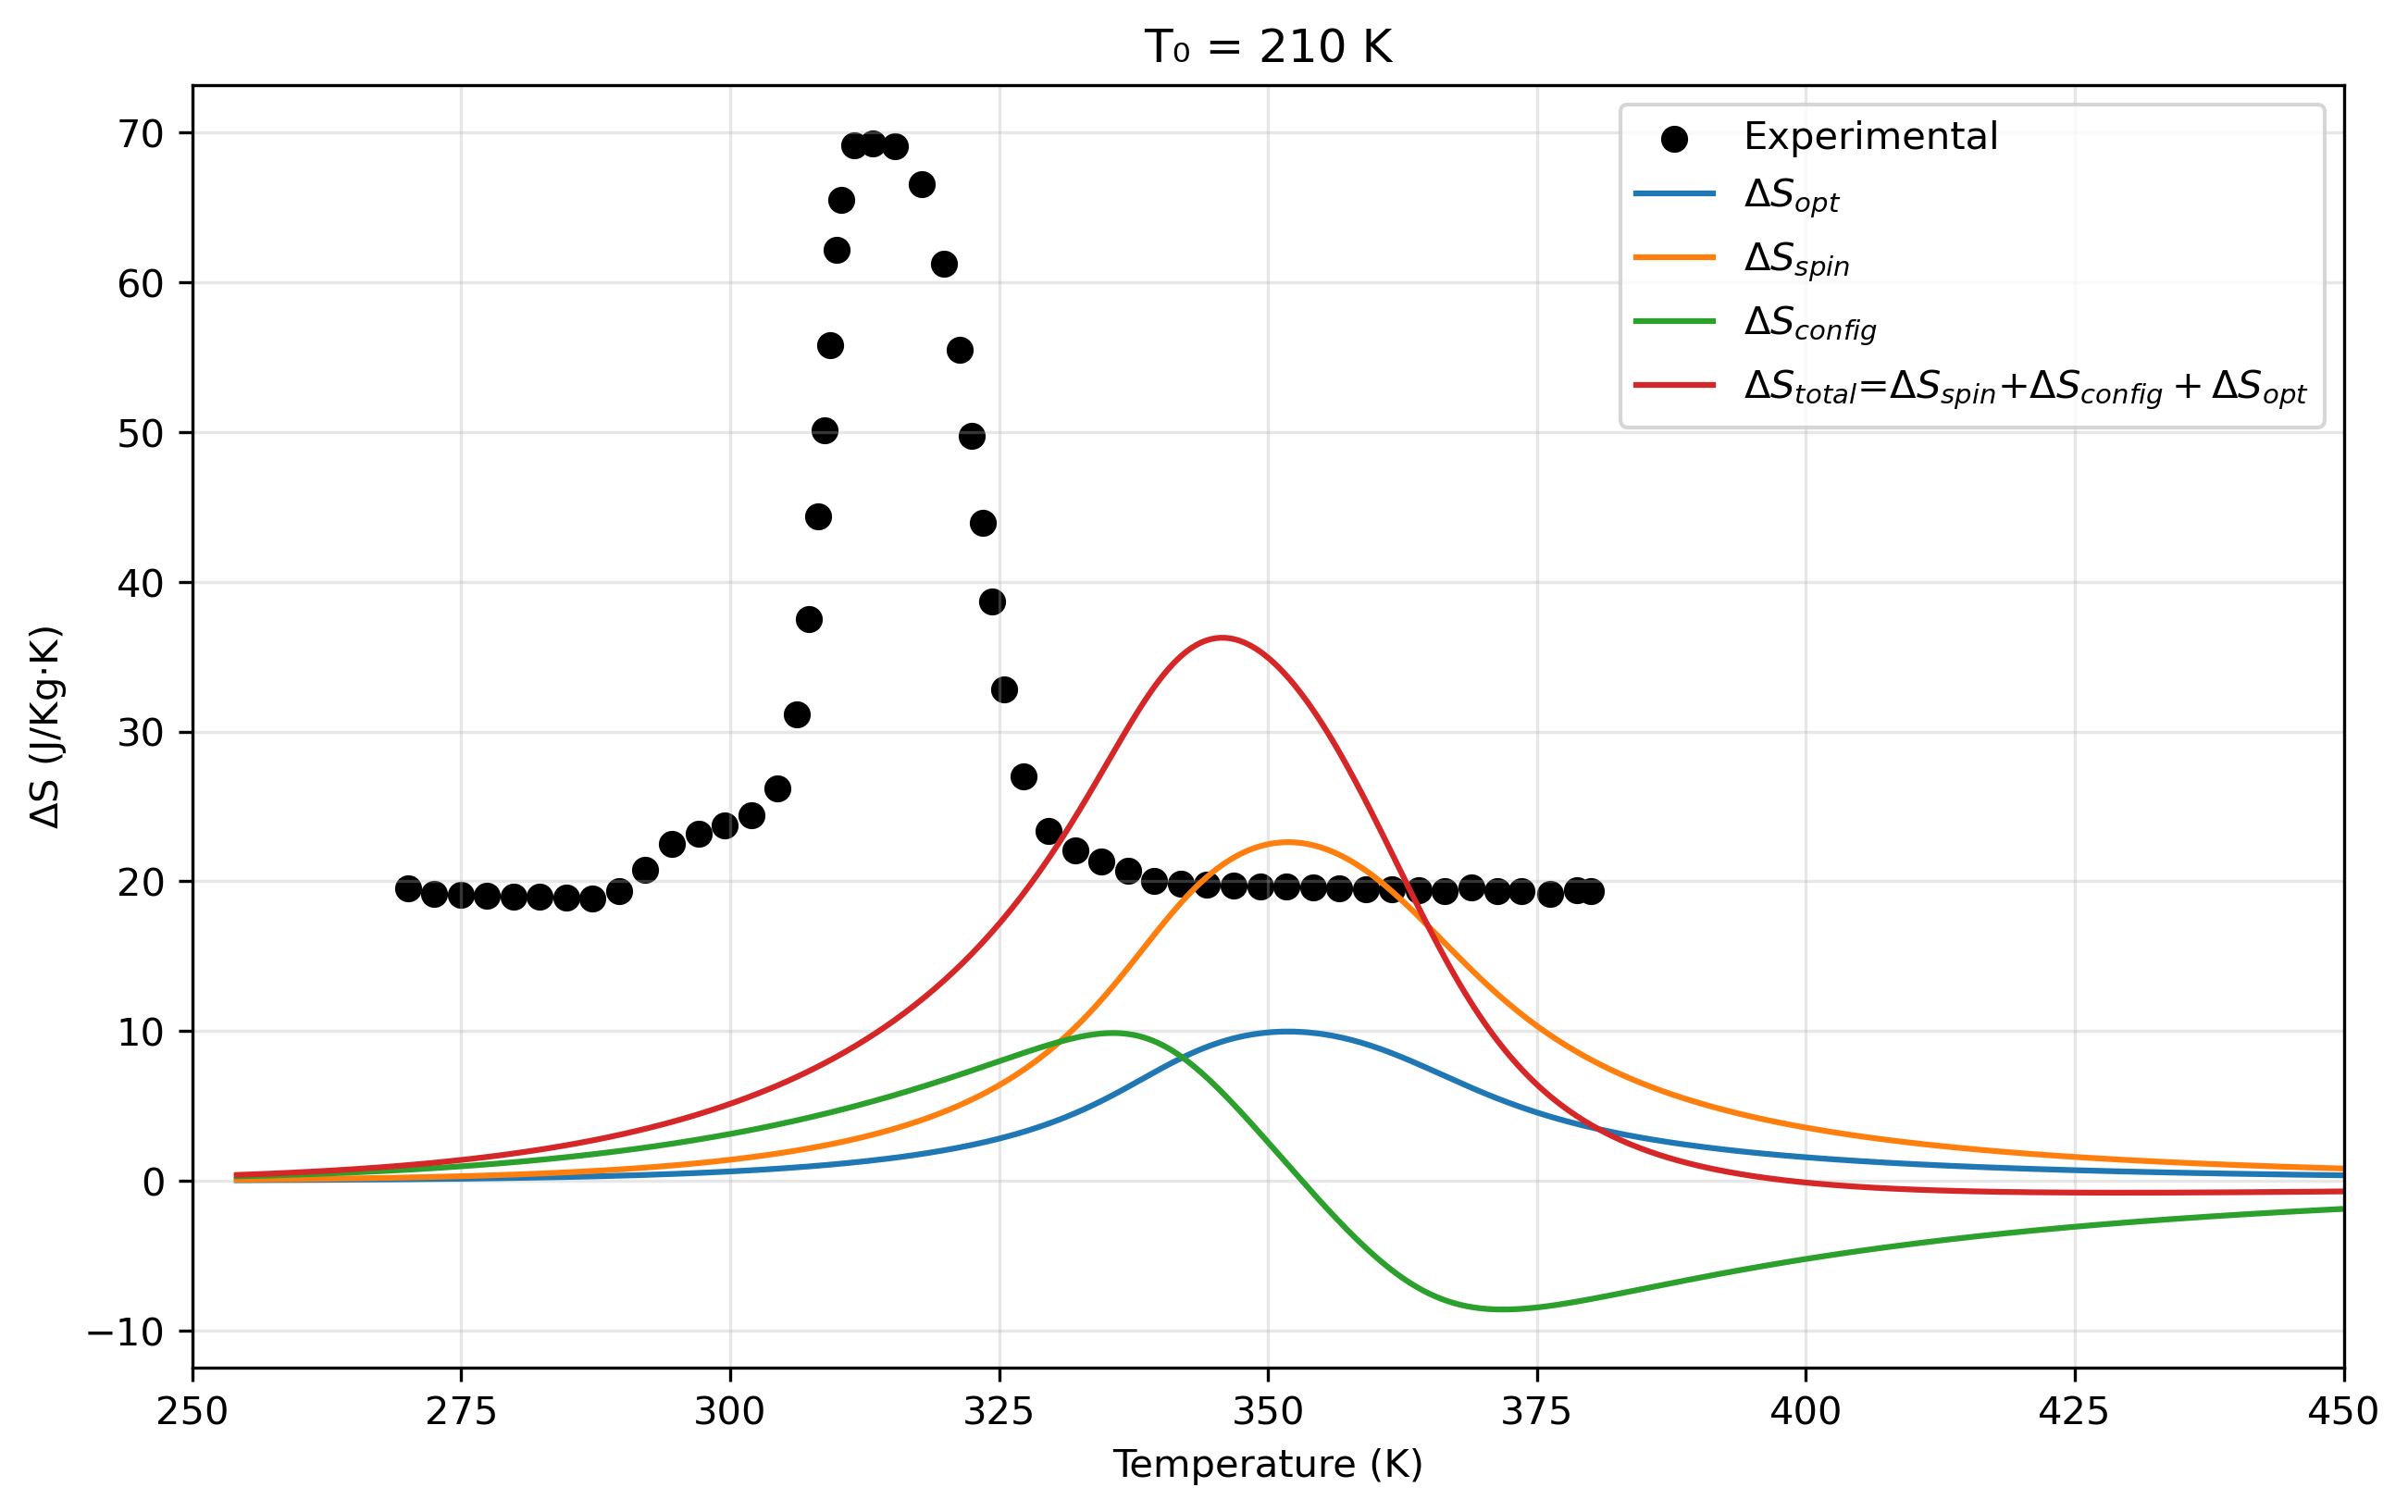 T₀ = 210 K
Experimental
ΔS_opt
ΔS_spin
ΔS_config
ΔS_total=ΔS_spin+ΔS_config + ΔS_opt
ΔS (J/Kg·K)
70
60
50
40
30
20
10
0
−10
250 275 300 325 350 375 400 425 450
Temperature (K)